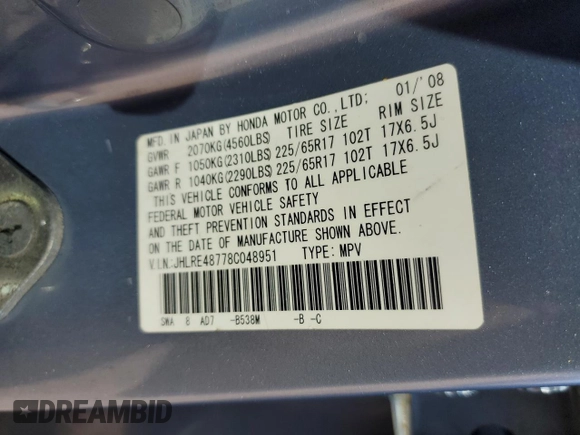 MFD. IN JAPAN BY HONDA MOTOR CO.,LTD; 01/'08
GVWR 2070KG(4560LBS) TIRE SIZE RIM SIZE
GAWR F 1050KG(2310LBS) 225/65R17 102T 17X6.5J
GAWR R 1040KG(2290LBS) 225/65R17 102T 17X6.5J
THIS VEHICLE CONFORMS TO ALL APPLICABLE
FEDERAL MOTOR VEHICLE SAFETY
AND THEFT PREVENTION STANDARDS IN EFFECT
ON THE DATE OF MANUFACTURE SHOWN ABOVE.
V.I.N:JHLRE48778C048951 TYPE: MPV
SWA 8 AD7 -B538M -B -C
DREAMBID